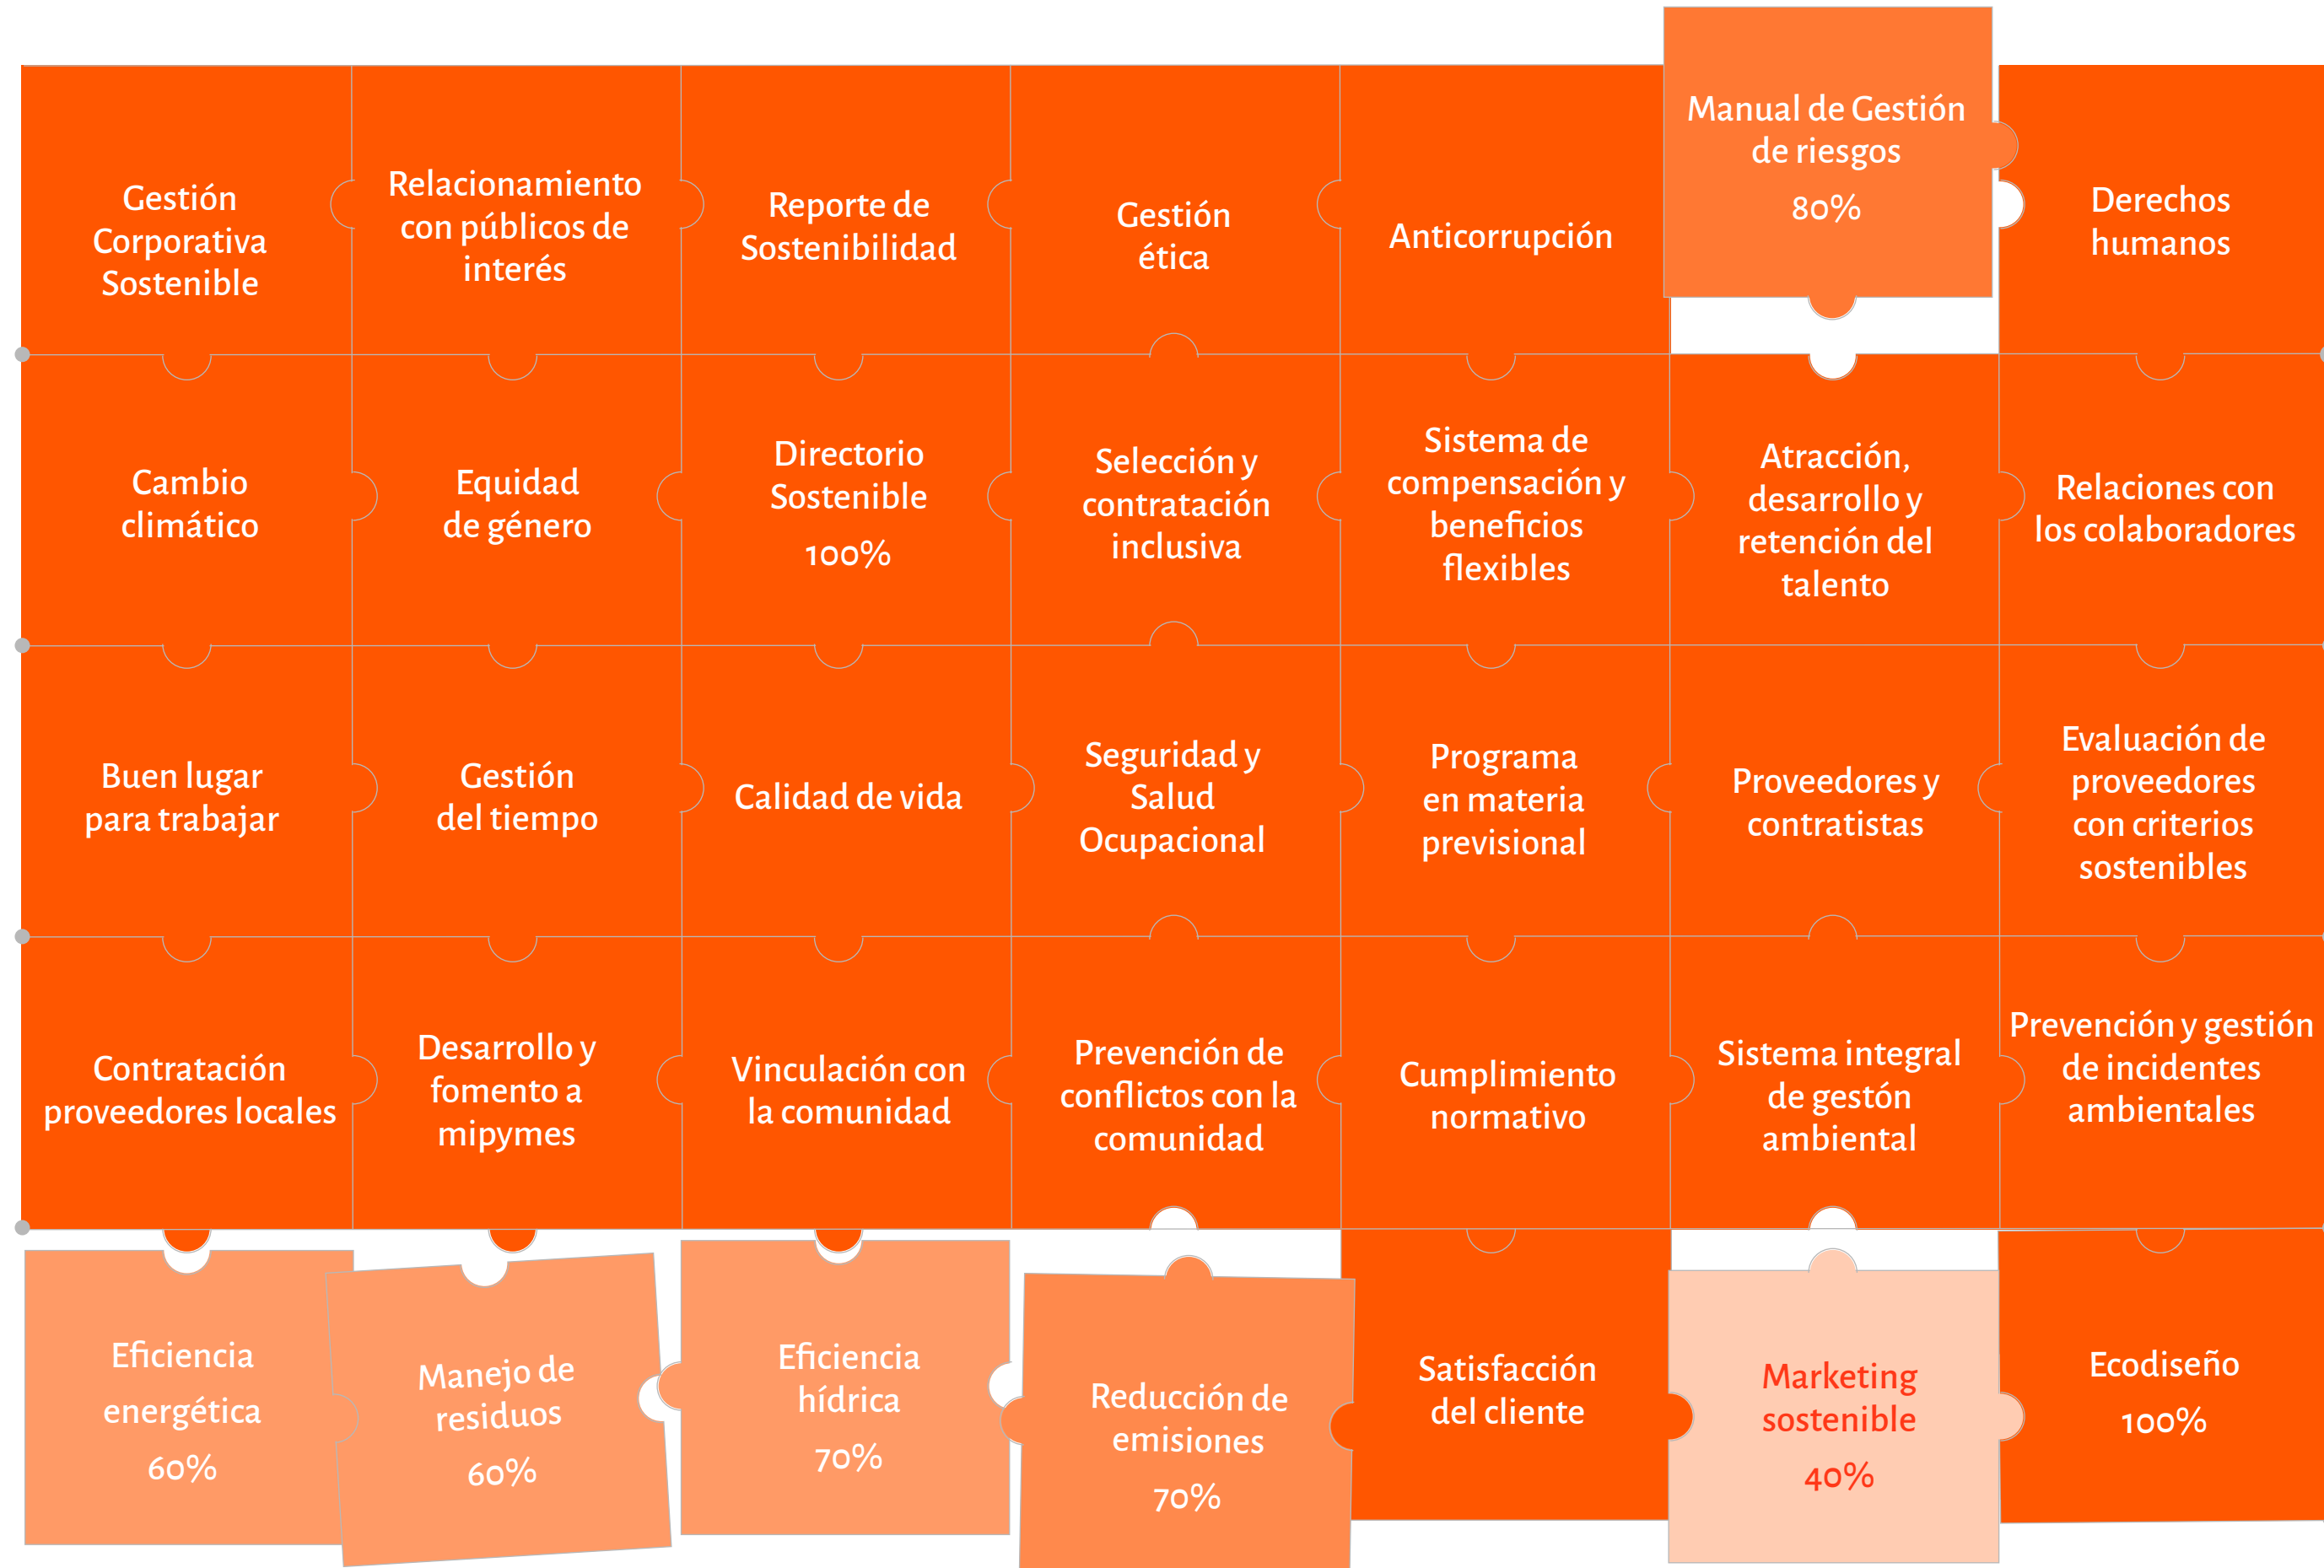 Gestión
Corporativa
Sostenible
Relacionamiento
con públicos de
interés
Reporte de
Sostenibilidad
Gestión
ética
Anticorrupción
Manual de Gestión
de riesgos
80%
Derechos
humanos
Cambio
climático
Equidad
de género
Directorio
Sostenible
100%
Selección y
contratación
inclusiva
Sistema de
compensación y
beneficios
flexibles
Atracción,
desarrollo y
retención del
talento
Relaciones con
los colaboradores
Buen lugar
para trabajar
Gestión
del tiempo
Calidad de vida
Seguridad y
Salud
Ocupacional
Programa
en materia
previsional
Proveedores y
contratistas
Evaluación de
proveedores
con criterios
sostenibles
Contratación
proveedores locales
Desarrollo y
fomento a
mipymes
Vinculación con
la comunidad
Prevención de
conflictos con la
comunidad
Cumplimiento
normativo
Sistema integral
de gestón
ambiental
Prevención y gestión
de incidentes
ambientales
Eficiencia
energética
60%
Manejo de
residuos
60%
Eficiencia
hídrica
70%
Reducción de
emisiones
70%
Satisfacción
del cliente
Marketing
sostenible
40%
Ecodiseño
100%